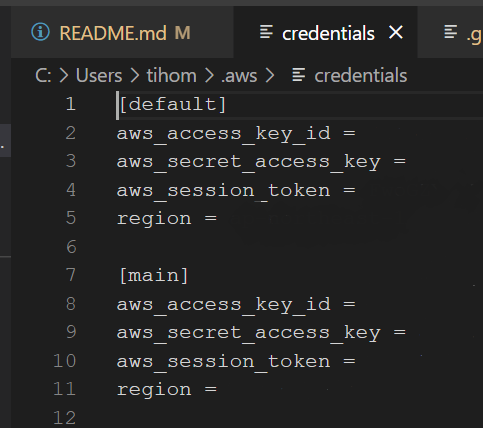 README.md M
credentials
.g
C: > Users > tihom > .aws > credentials
1 [default]
2 aws_access_key_id =
3 aws_secret_access_key =
4 aws_session_token =
5 region =
6
7 [main]
8 aws_access_key_id =
9 aws_secret_access_key =
10 aws_session_token =
11 region =
12